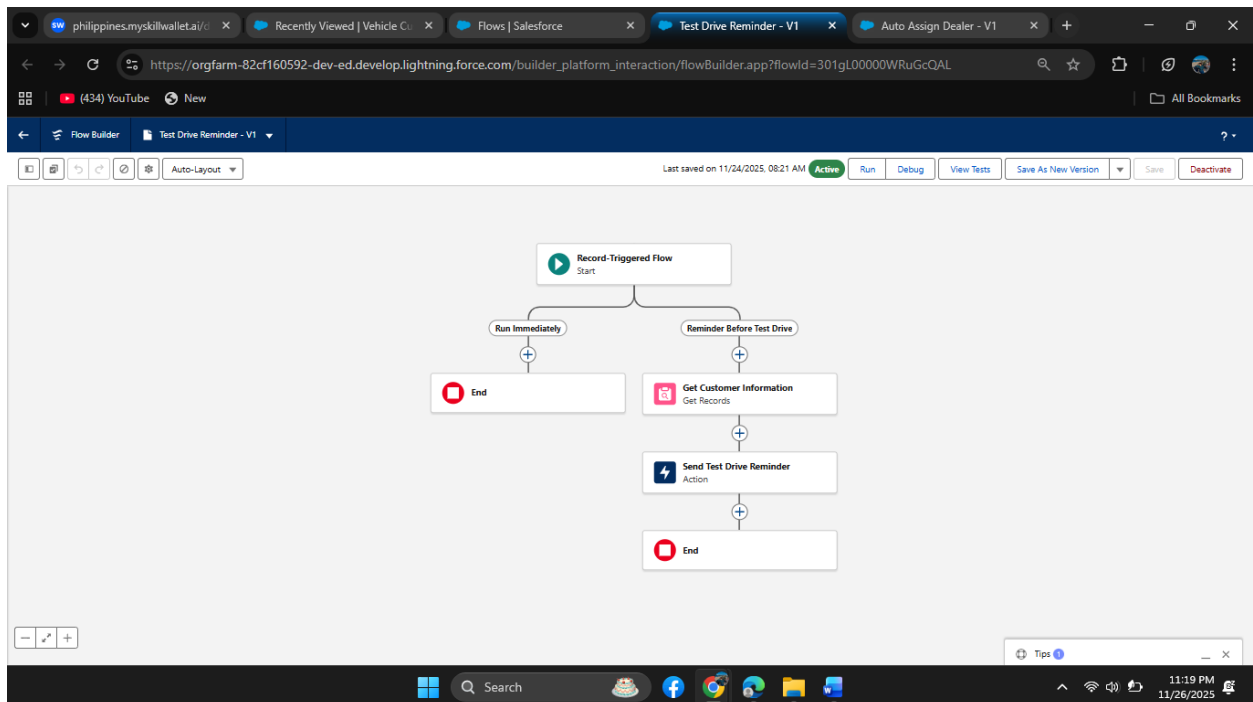 philippines.myskillwallet.ai/d
Recently Viewed | Vehicle Cu
Flows | Salesforce
Test Drive Reminder - V1
Auto Assign Dealer - V1
https://orgfarm-82cf160592-dev-ed.develop.lightning.force.com/builder_platform_interaction/flowBuilder.app?flowId=301gL00000WRuGcQAL
(434) YouTube
New
All Bookmarks
Flow Builder
Test Drive Reminder - V1
?
Auto-Layout
Last saved on 11/24/2025, 08:21 AM
Active
Run
Debug
View Tests
Save As New Version
Save
Deactivate
Record-Triggered Flow
Start
Run Immediately
Reminder Before Test Drive
End
Get Customer Information
Get Records
Send Test Drive Reminder
Action
End
Tips 1
Search
11:19 PM
11/26/2025